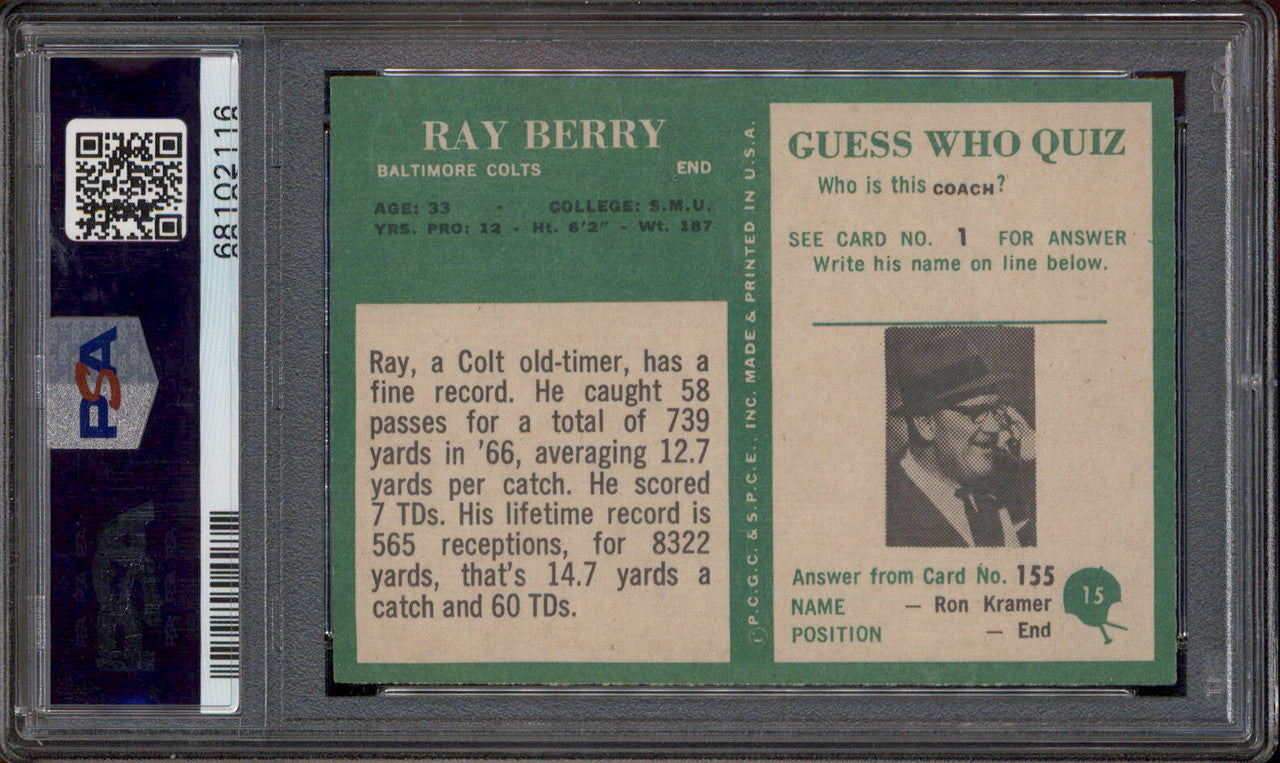 68102116
PSA
RAY BERRY
BALTIMORE COLTS END
AGE: 33 - COLLEGE: S.M.U.
YRS. PRO: 12 - Ht. 6'2" - Wt. 187
Ray, a Colt old-timer, has a
fine record. He caught 58
passes for a total of 739
yards in '66, averaging 12.7
yards per catch. He scored
7 TDs. His lifetime record is
565 receptions, for 8322
yards, that's 14.7 yards a
catch and 60 TDs.
©P.C.G.C. & S.P.C.E., INC. MADE & PRINTED IN U.S.A.
GUESS WHO QUIZ
Who is this COACH?
SEE CARD NO. 1 FOR ANSWER
Write his name on line below.
Answer from Card No. 155
NAME — Ron Kramer
POSITION — End
15